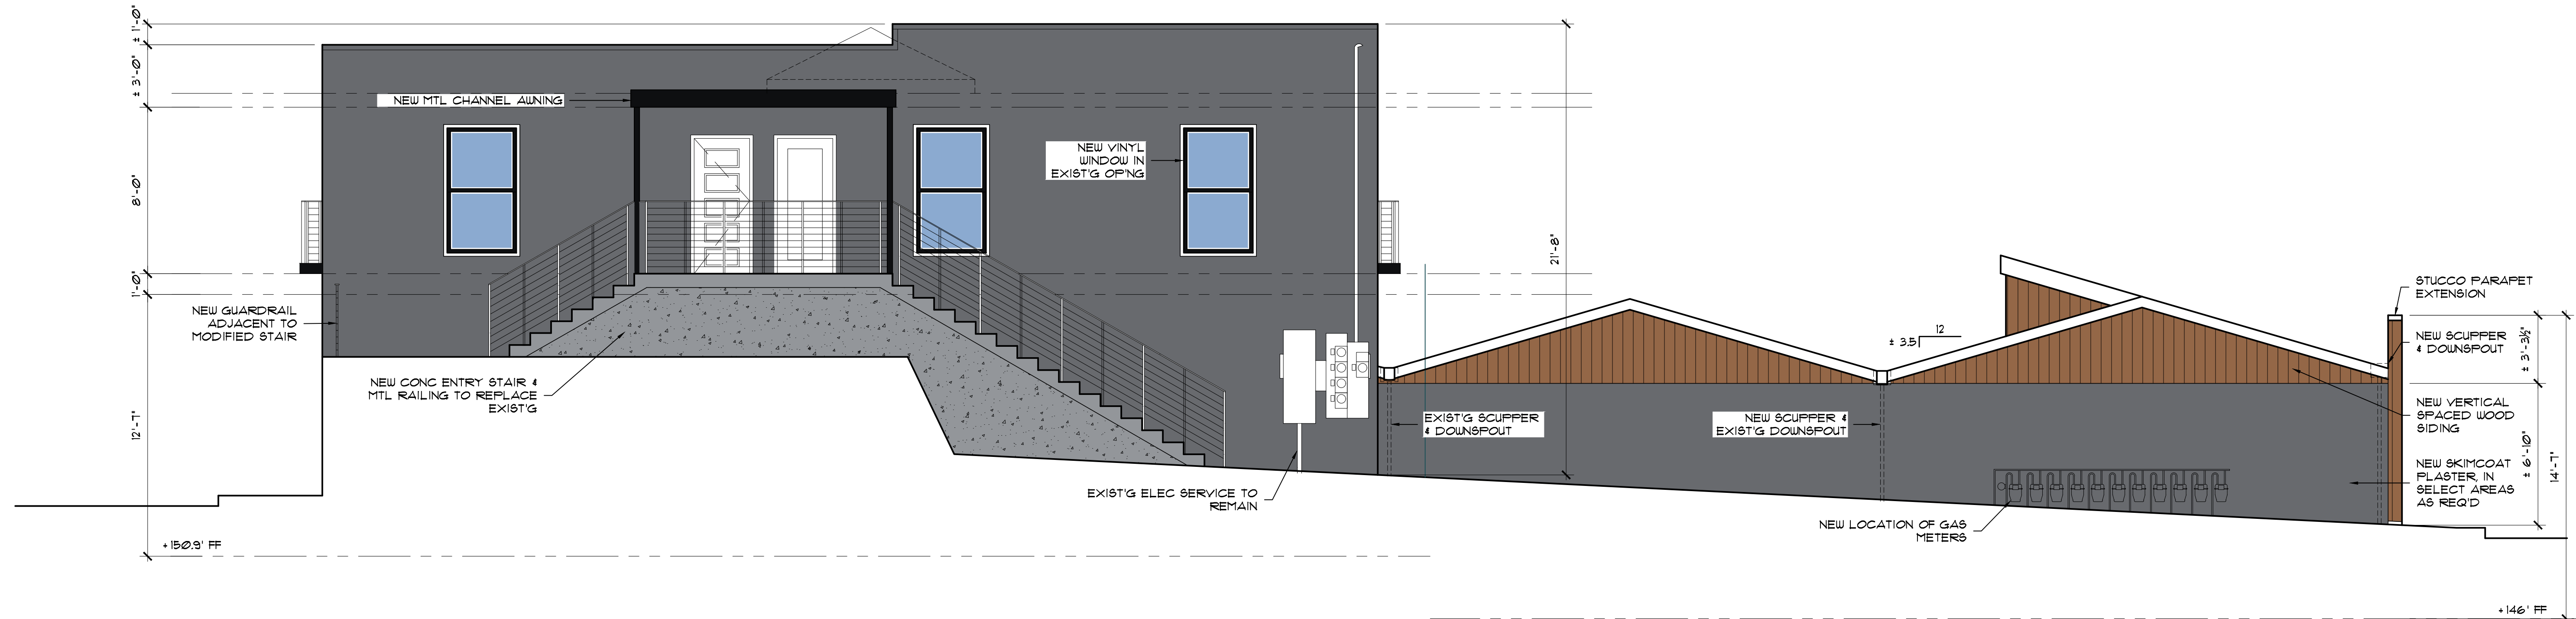 ± 1'-0"
± 3'-0"
8'-0"
1'-0"
12'-7"
+150.9' FF
NEW MTL CHANNEL AWNING
NEW VINYL
WINDOW IN
EXIST'G OP'NG
NEW GUARDRAIL
ADJACENT TO
MODIFIED STAIR
NEW CONC ENTRY STAIR &
MTL RAILING TO REPLACE
EXIST'G
EXIST'G ELEC SERVICE TO
REMAIN
21'-8"
EXIST'G SCUPPER
& DOWNSPOUT
NEW SCUPPER &
EXIST'G DOWNSPOUT
12
± 3.5
NEW LOCATION OF GAS
METERS
STUCCO PARAPET
EXTENSION
NEW SCUPPER
& DOWNSPOUT
NEW VERTICAL
SPACED WOOD
SIDING
NEW SKIMCOAT
PLASTER, IN
SELECT AREAS
AS REQ'D
± 3'-3½"
± 6'-10"
14'-7"
+146' FF